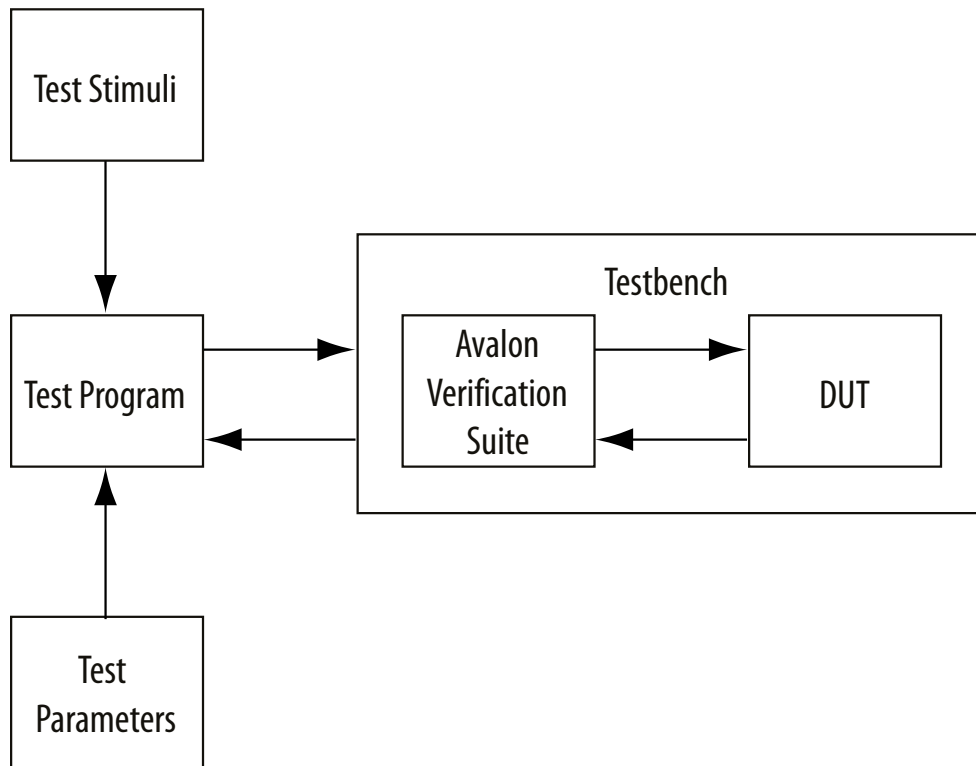 Test Stimuli
Testbench
Test Program
Avalon
Verification
Suite
DUT
Test
Parameters